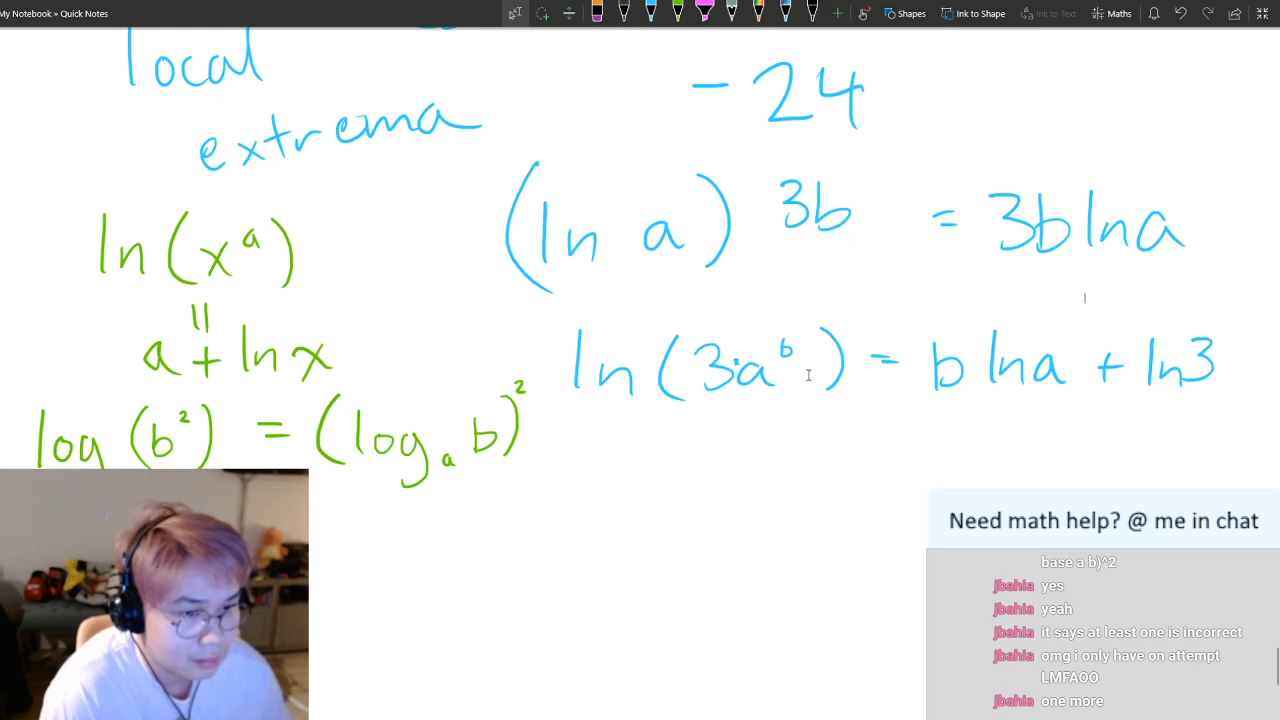 My Notebook » Quick Notes
Shapes Ink to Shape Ink to Text Maths
local
extrema
-24
(ln a)^3b = 3b ln a
ln(x^a)
||
a + ln x
ln(3a^b) = b ln a + ln 3
log(b^2) = (log_a b)^2
Need math help? @ me in chat
base a b)^2
jbahia yes
jbahia yeah
jbahia it says at least one is incorrect
jbahia omg i only have on attempt
LMFAOO
jbahia one more